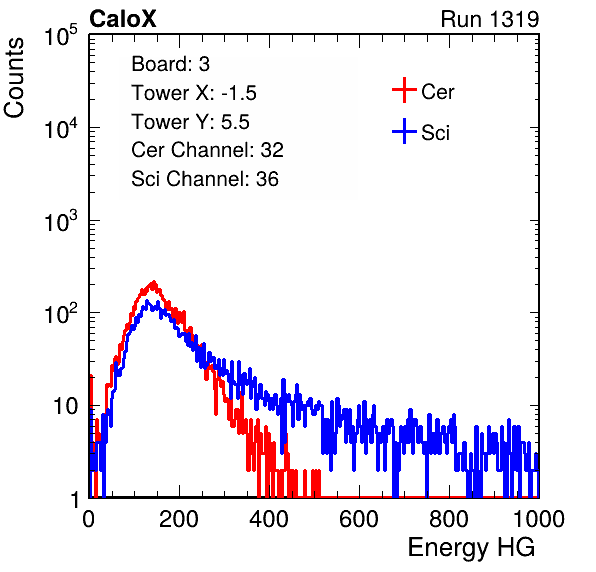 CaloX Run 1319
Counts
Board: 3
Tower X: -1.5
Tower Y: 5.5
Cer Channel: 32
Sci Channel: 36
Cer
Sci
10^5
10^4
10^3
10^2
10
1
0 200 400 600 800 1000
Energy HG